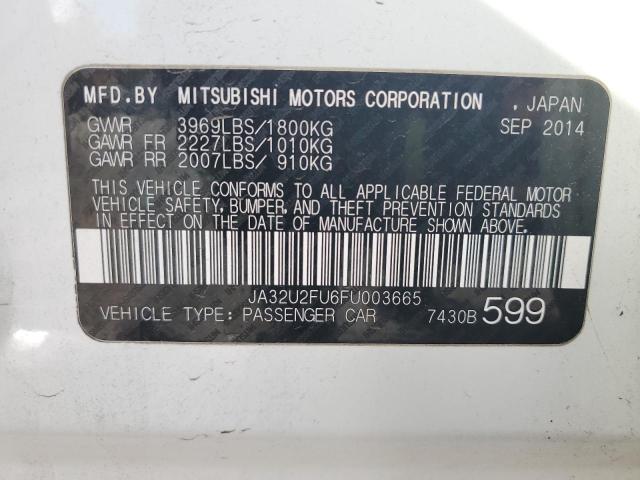 MFD.BY MITSUBISHI MOTORS CORPORATION . JAPAN
GVWR 3969LBS/1800KG SEP 2014
GAWR FR 2227LBS/1010KG
GAWR RR 2007LBS/ 910KG
THIS VEHICLE CONFORMS TO ALL APPLICABLE FEDERAL MOTOR
VEHICLE SAFETY, BUMPER, AND THEFT PREVENTION STANDARDS
IN EFFECT ON THE DATE OF MANUFACTURE SHOWN ABOVE.
JA32U2FU6FU003665
VEHICLE TYPE: PASSENGER CAR 7430B 599